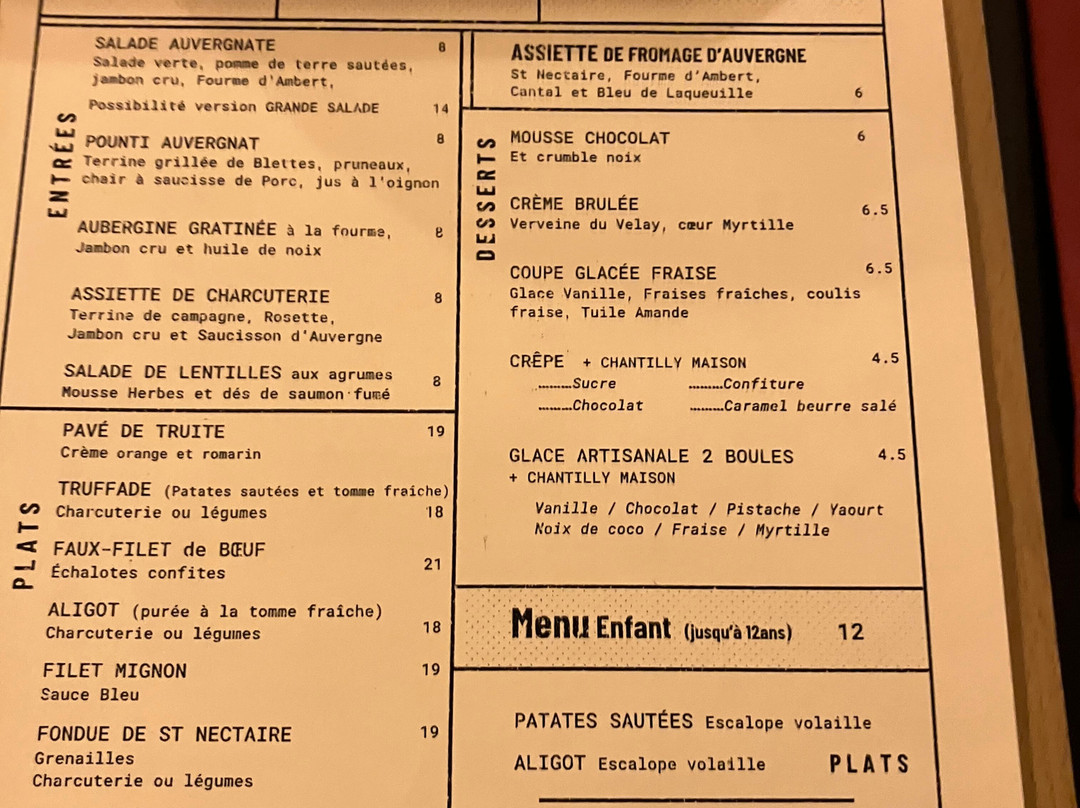 ENTRÉES
SALADE AUVERGNATE 8
Salade verte, pomme de terre sautées,
jambon cru, Fourme d'Ambert,
Possibilité version GRANDE SALADE 14
POUNTI AUVERGNAT 8
Terrine grillée de Blettes, pruneaux,
chair à saucisse de Porc, jus à l'oignon
AUBERGINE GRATINÉE à la fourme, 8
Jambon cru et huile de noix
ASSIETTE DE CHARCUTERIE 8
Terrine de campagne, Rosette,
Jambon cru et Saucisson d'Auvergne
SALADE DE LENTILLES aux agrumes 8
Mousse Herbes et dés de saumon fumé
PLATS
PAVÉ DE TRUITE 19
Crème orange et romarin
TRUFFADE (Patates sautées et tomme fraiche)
Charcuterie ou légumes 18
FAUX-FILET de BŒUF 21
Échalotes confites
ALIGOT (purée à la tomme fraîche)
Charcuterie ou légumes 18
FILET MIGNON 19
Sauce Bleu
FONDUE DE ST NECTAIRE 19
Grenailles
Charcuterie ou légumes
ASSIETTE DE FROMAGE D'AUVERGNE
St Nectaire, Fourme d'Ambert,
Cantal et Bleu de Laqueuille 6
DESSERTS
MOUSSE CHOCOLAT 6
Et crumble noix
CRÈME BRULÉE 6.5
Verveine du Velay, cœur Myrtille
COUPE GLACÉE FRAISE 6.5
Glace Vanille, Fraises fraîches, coulis
fraise, Tuile Amande
CRÊPE + CHANTILLY MAISON 4.5
.........Sucre .........Confiture
.........Chocolat .........Caramel beurre salé
GLACE ARTISANALE 2 BOULES 4.5
+ CHANTILLY MAISON
Vanille / Chocolat / Pistache / Yaourt
Noix de coco / Fraise / Myrtille
Menu Enfant (jusqu'à 12ans) 12
PATATES SAUTÉES Escalope volaille
ALIGOT Escalope volaille PLATS